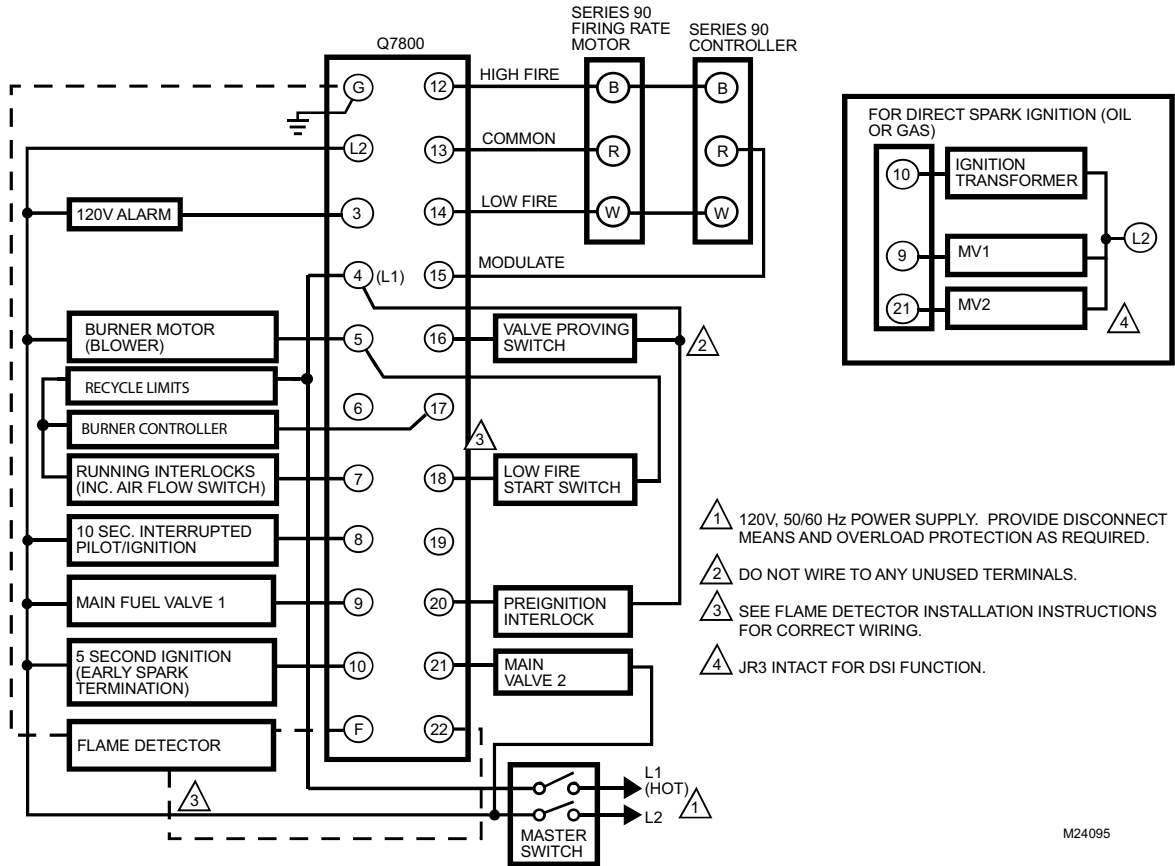 SERIES 90
FIRING RATE
MOTOR
SERIES 90
CONTROLLER
Q7800
G
12
HIGH FIRE
B
B
L2
13
COMMON
R
R
120V ALARM
3
14
LOW FIRE
W
W
4
(L1)
15
MODULATE
BURNER MOTOR
(BLOWER)
5
16
VALVE PROVING
SWITCH
2
RECYCLE LIMITS
6
17
BURNER CONTROLLER
3
RUNNING INTERLOCKS
(INC. AIR FLOW SWITCH)
7
18
LOW FIRE
START SWITCH
10 SEC. INTERRUPTED
PILOT/IGNITION
8
19
MAIN FUEL VALVE 1
9
20
PREIGNITION
INTERLOCK
5 SECOND IGNITION
(EARLY SPARK
TERMINATION)
10
21
MAIN
VALVE 2
FLAME DETECTOR
F
22
3
L1
(HOT)
L2
1
MASTER
SWITCH
FOR DIRECT SPARK IGNITION (OIL
OR GAS)
10
IGNITION
TRANSFORMER
L2
9
MV1
21
MV2
4
1 120V, 50/60 Hz POWER SUPPLY. PROVIDE DISCONNECT
MEANS AND OVERLOAD PROTECTION AS REQUIRED.
2 DO NOT WIRE TO ANY UNUSED TERMINALS.
3 SEE FLAME DETECTOR INSTALLATION INSTRUCTIONS
FOR CORRECT WIRING.
4 JR3 INTACT FOR DSI FUNCTION.
M24095